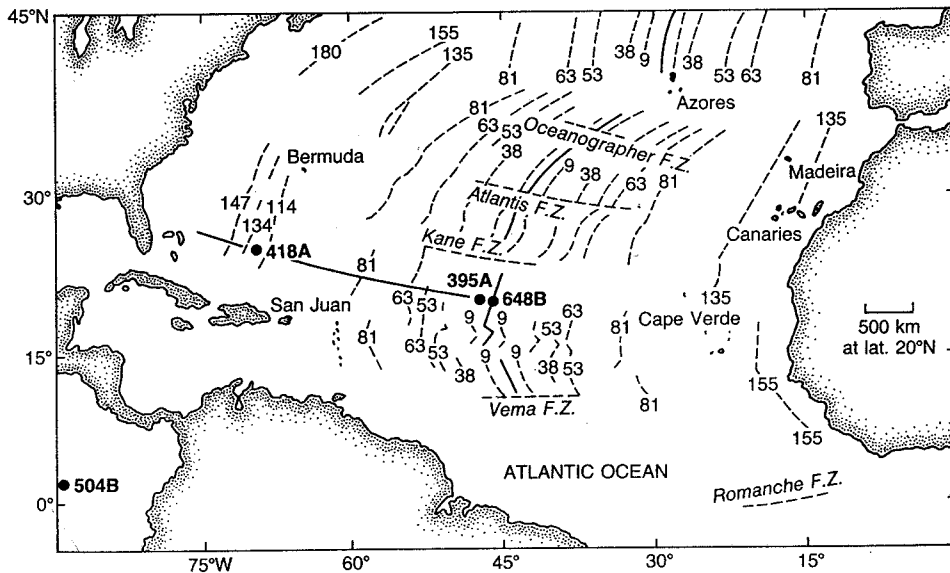 45°N
180
155
135
81
63
53
38
9
38
53
63
81
Azores
81
63
53
38
Oceanographer F.Z.
135
Bermuda
9
38
63
81
Madeira
30°
147
114
134
Atlantis F.Z.
Canaries
418A
Kane F.Z.
81
395A
648B
135
San Juan
63
53
9
9
53
63
81
Cape Verde
500 km
at lat. 20°N
15°
81
63
53
38
9
9
38
53
81
155
155
Vema F.Z.
504B
ATLANTIC OCEAN
Romanche F.Z.
0°
75°W
60°
45°
30°
15°